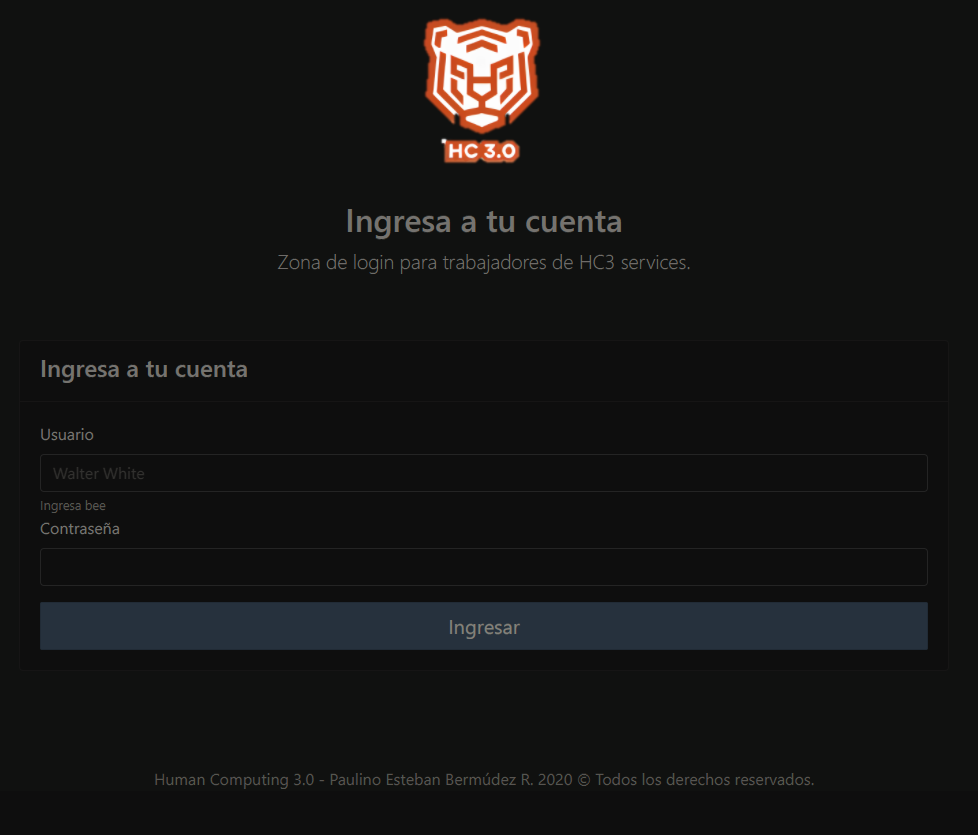 HC 3.0
Ingresa a tu cuenta
Zona de login para trabajadores de HC3 services.
Ingresa a tu cuenta
Usuario
Walter White
Ingresa bee
Contraseña
Ingresar
Human Computing 3.0 - Paulino Esteban Bermúdez R. 2020 © Todos los derechos reservados.